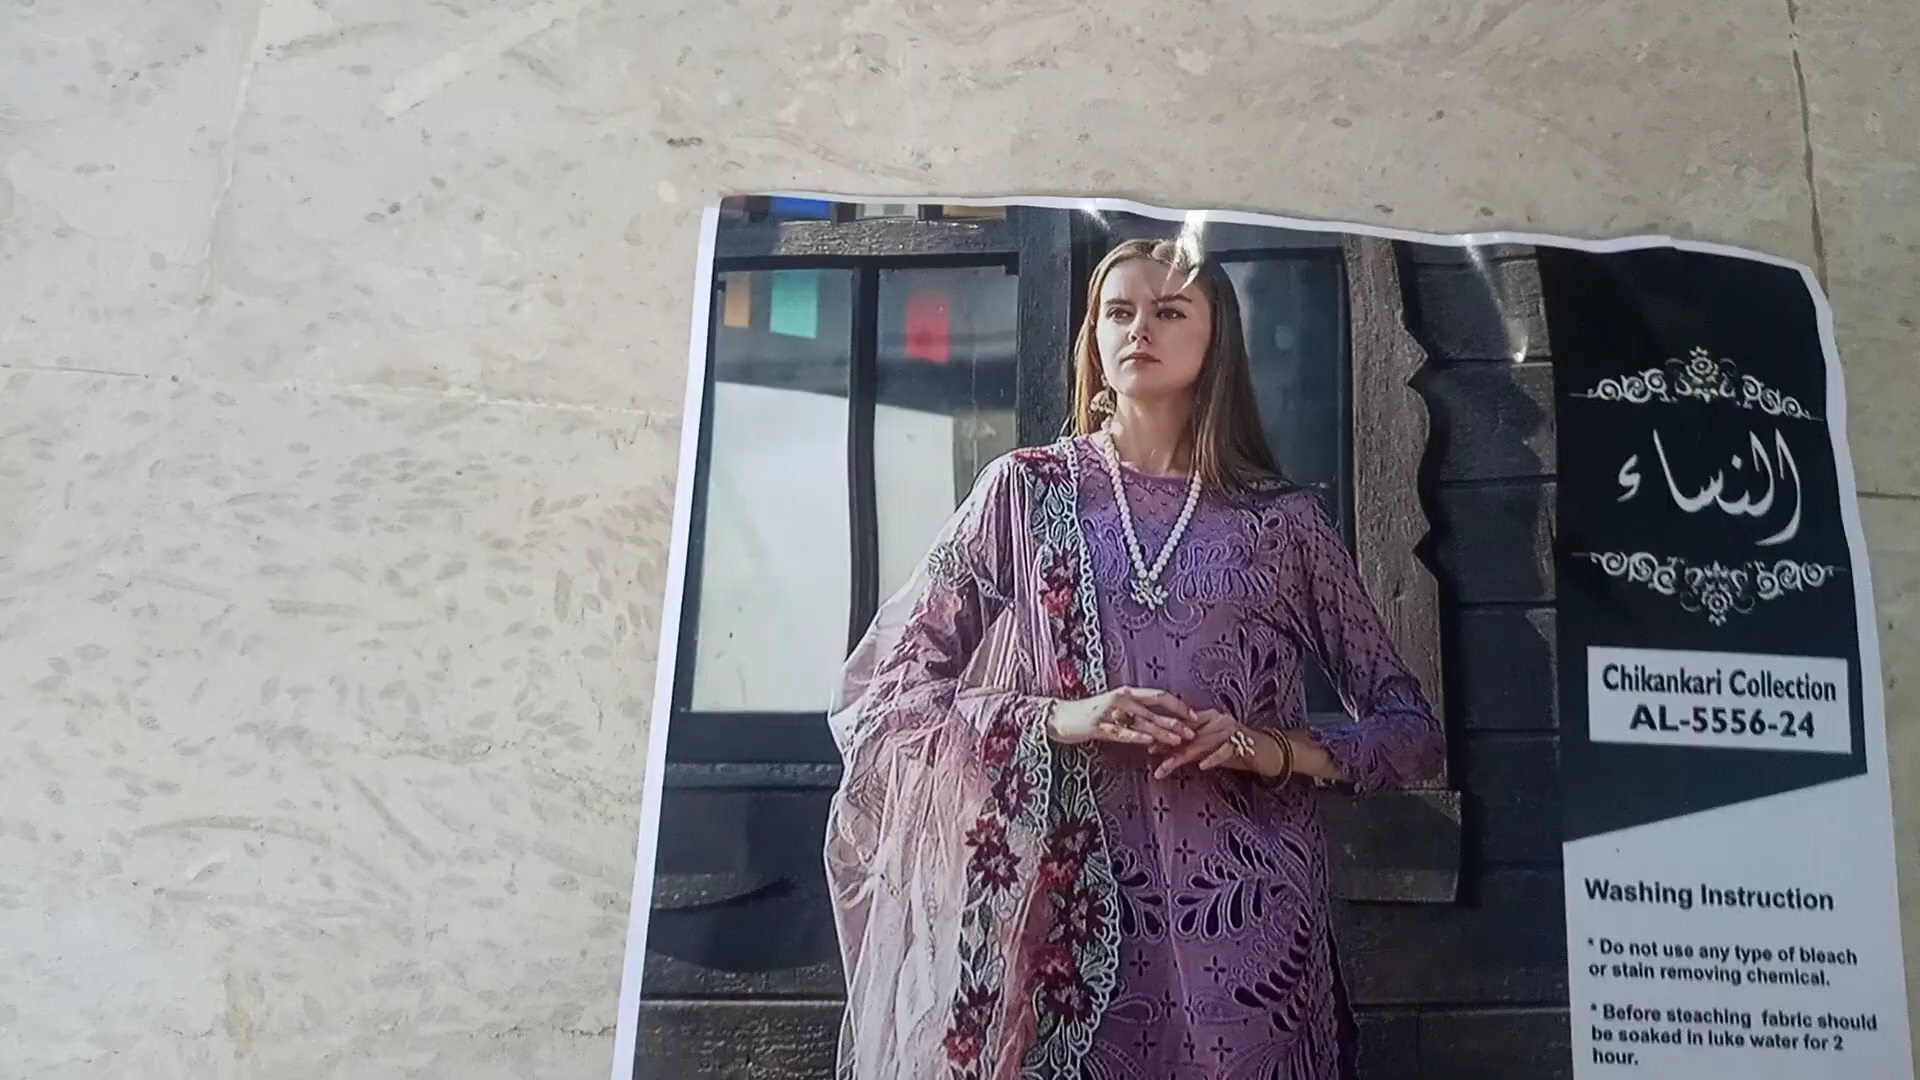 النساء
Chikankari Collection
AL-5556-24
Washing Instruction
* Do not use any type of bleach
or stain removing chemical.
* Before steaching fabric should
be soaked in luke water for 2
hour.